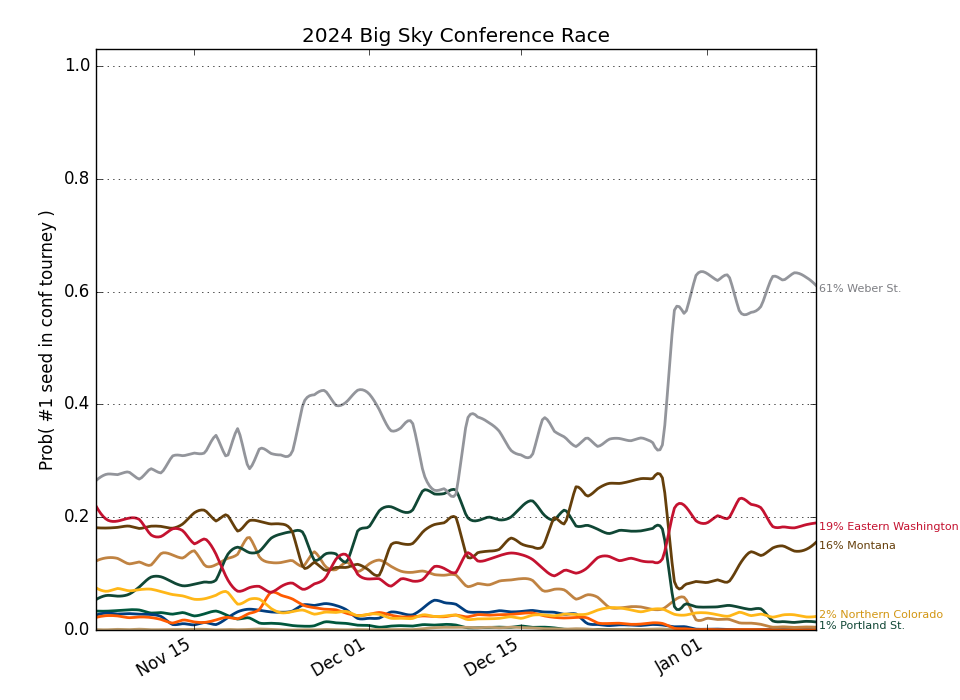 2024 Big Sky Conference Race
Prob( #1 seed in conf tourney )
1.0
0.8
0.6
0.4
0.2
0.0
61% Weber St.
19% Eastern Washington
16% Montana
2% Northern Colorado
1% Portland St.
Nov 15
Dec 01
Dec 15
Jan 01